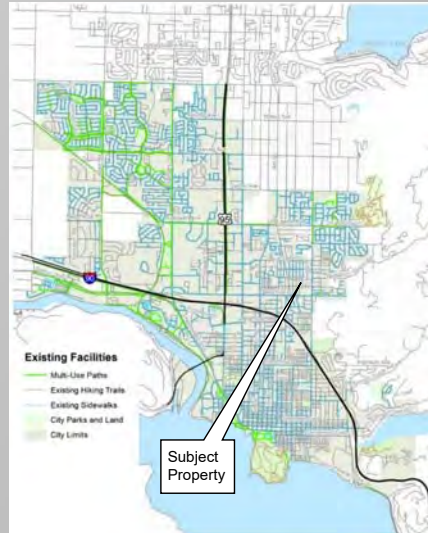 95
90
Existing Facilities
Multi-Use Paths
Existing Hiking Trails
Existing Sidewalks
City Parks and Land
City Limits
Subject
Property